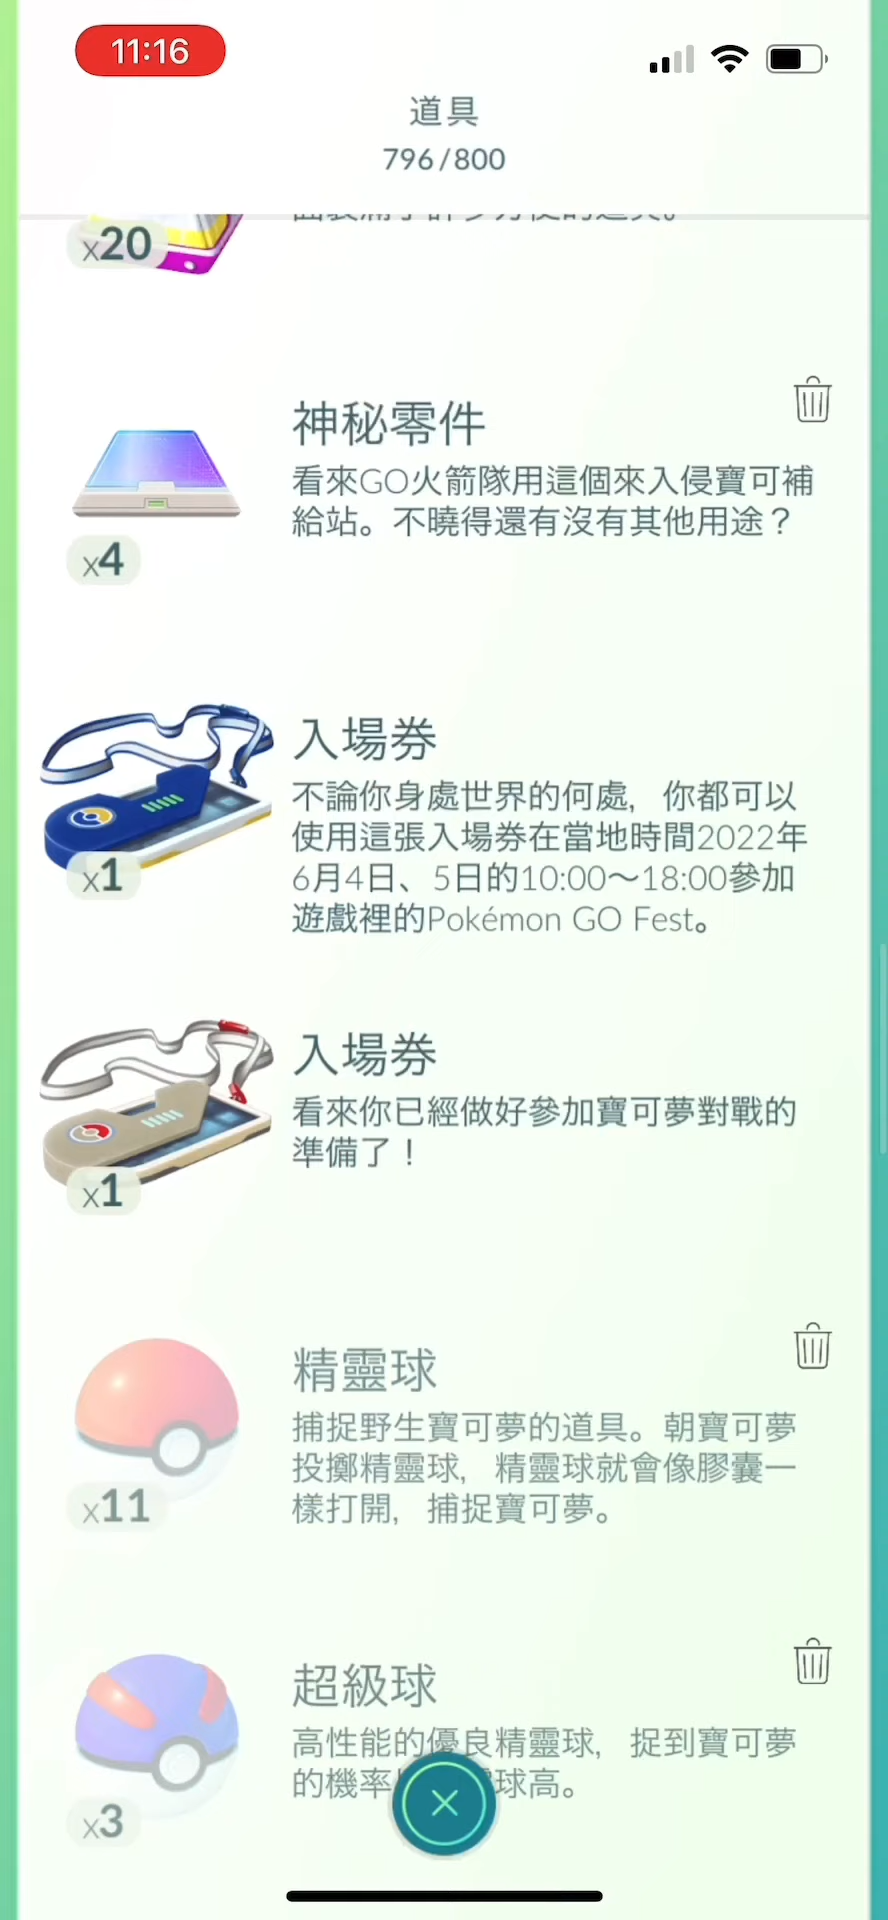 11:16
道具
796/800
x20
神秘零件
看來GO火箭隊用這個來入侵寶可補
給站。不曉得還有沒有其他用途？
x4
入場券
不論你身處世界的何處，你都可以
使用這張入場券在當地時間2022年
6月4日、5日的10:00～18:00參加
遊戲裡的Pokémon GO Fest。
x1
入場券
看來你已經做好參加寶可夢對戰的
準備了！
x1
精靈球
捕捉野生寶可夢的道具。朝寶可夢
投擲精靈球，精靈球就會像膠囊一
樣打開，捕捉寶可夢。
x11
超級球
高性能的優良精靈球，捉到寶可夢
的機率 球高。
x3